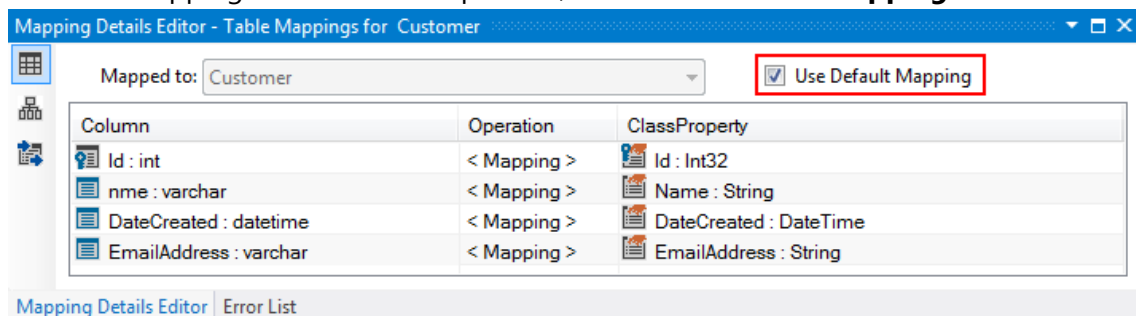 Mapping Details Editor - Table Mappings for Customer
Mapped to: Customer Use Default Mapping
Column Operation ClassProperty
Id : int < Mapping > Id : Int32
nme : varchar < Mapping > Name : String
DateCreated : datetime < Mapping > DateCreated : DateTime
EmailAddress : varchar < Mapping > EmailAddress : String
Mapping Details Editor Error List